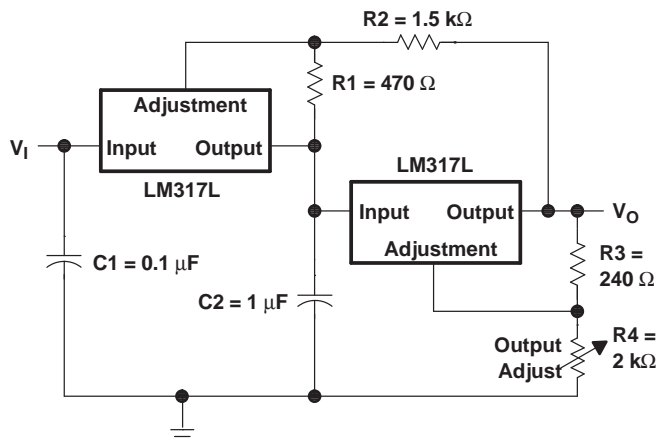 R2 = 1.5 kΩ
R1 = 470 Ω
Adjustment
VI
Input
Output
LM317L
LM317L
Input
Output
VO
Adjustment
C1 = 0.1 μF
R3 =
240 Ω
C2 = 1 μF
Output
Adjust
R4 =
2 kΩ